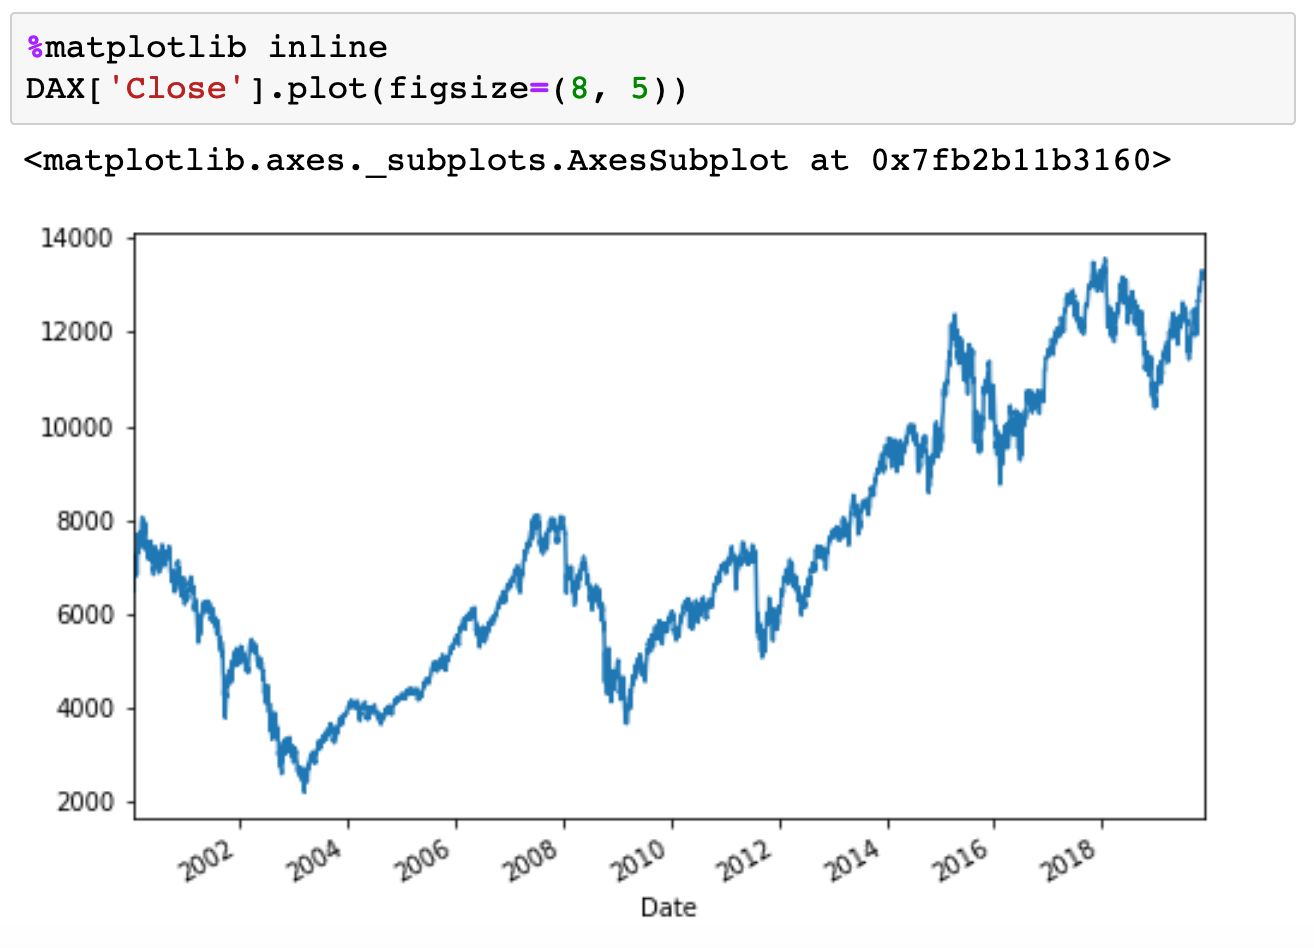 %matplotlib inline
DAX['Close'].plot(figsize=(8, 5))
<matplotlib.axes._subplots.AxesSubplot at 0x7fb2b11b3160>
14000
12000
10000
8000
6000
4000
2000
2002 2004 2006 2008 2010 2012 2014 2016 2018
Date